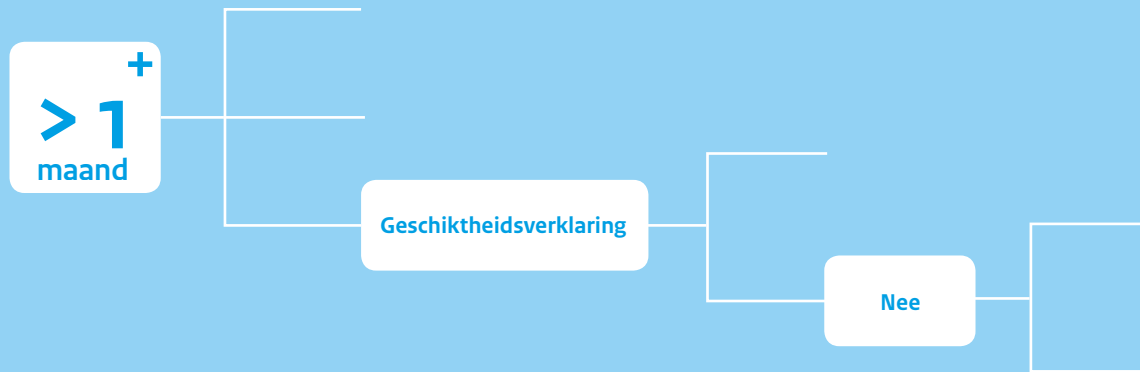 +
> 1
maand
Geschiktheidsverklaring
Nee